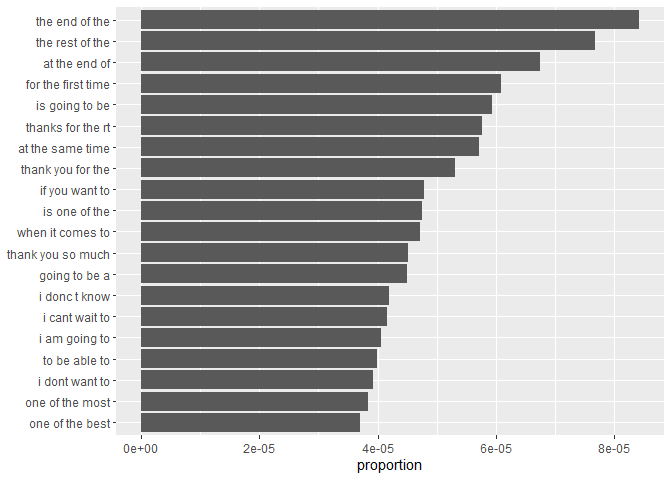 the end of the
the rest of the
at the end of
for the first time
is going to be
thanks for the rt
at the same time
thank you for the
if you want to
is one of the
when it comes to
thank you so much
going to be a
i donc t know
i cant wait to
i am going to
to be able to
i dont want to
one of the most
one of the best
0e+00 2e-05 4e-05 6e-05 8e-05
proportion